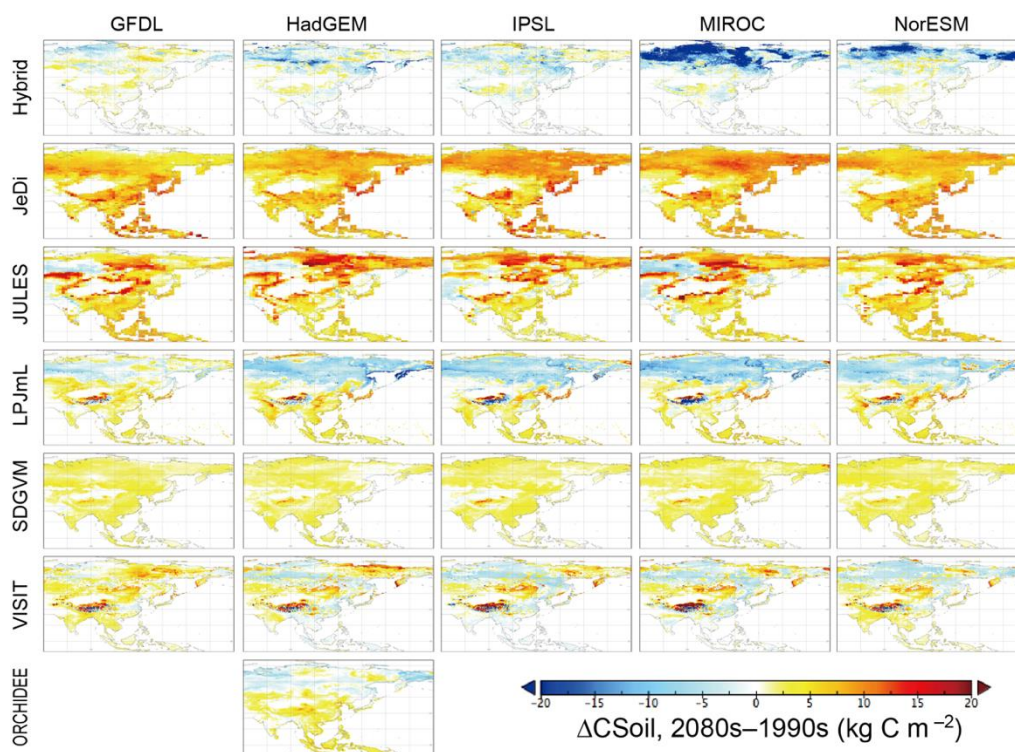 GFDL HadGEM IPSL MIROC NorESM
Hybrid
JeDi
JULES
LPJmL
SDGVM
VISIT
ORCHIDEE
−20 −15 −10 −5 0 5 10 15 20
ΔCSoil, 2080s–1990s (kg C m −2)